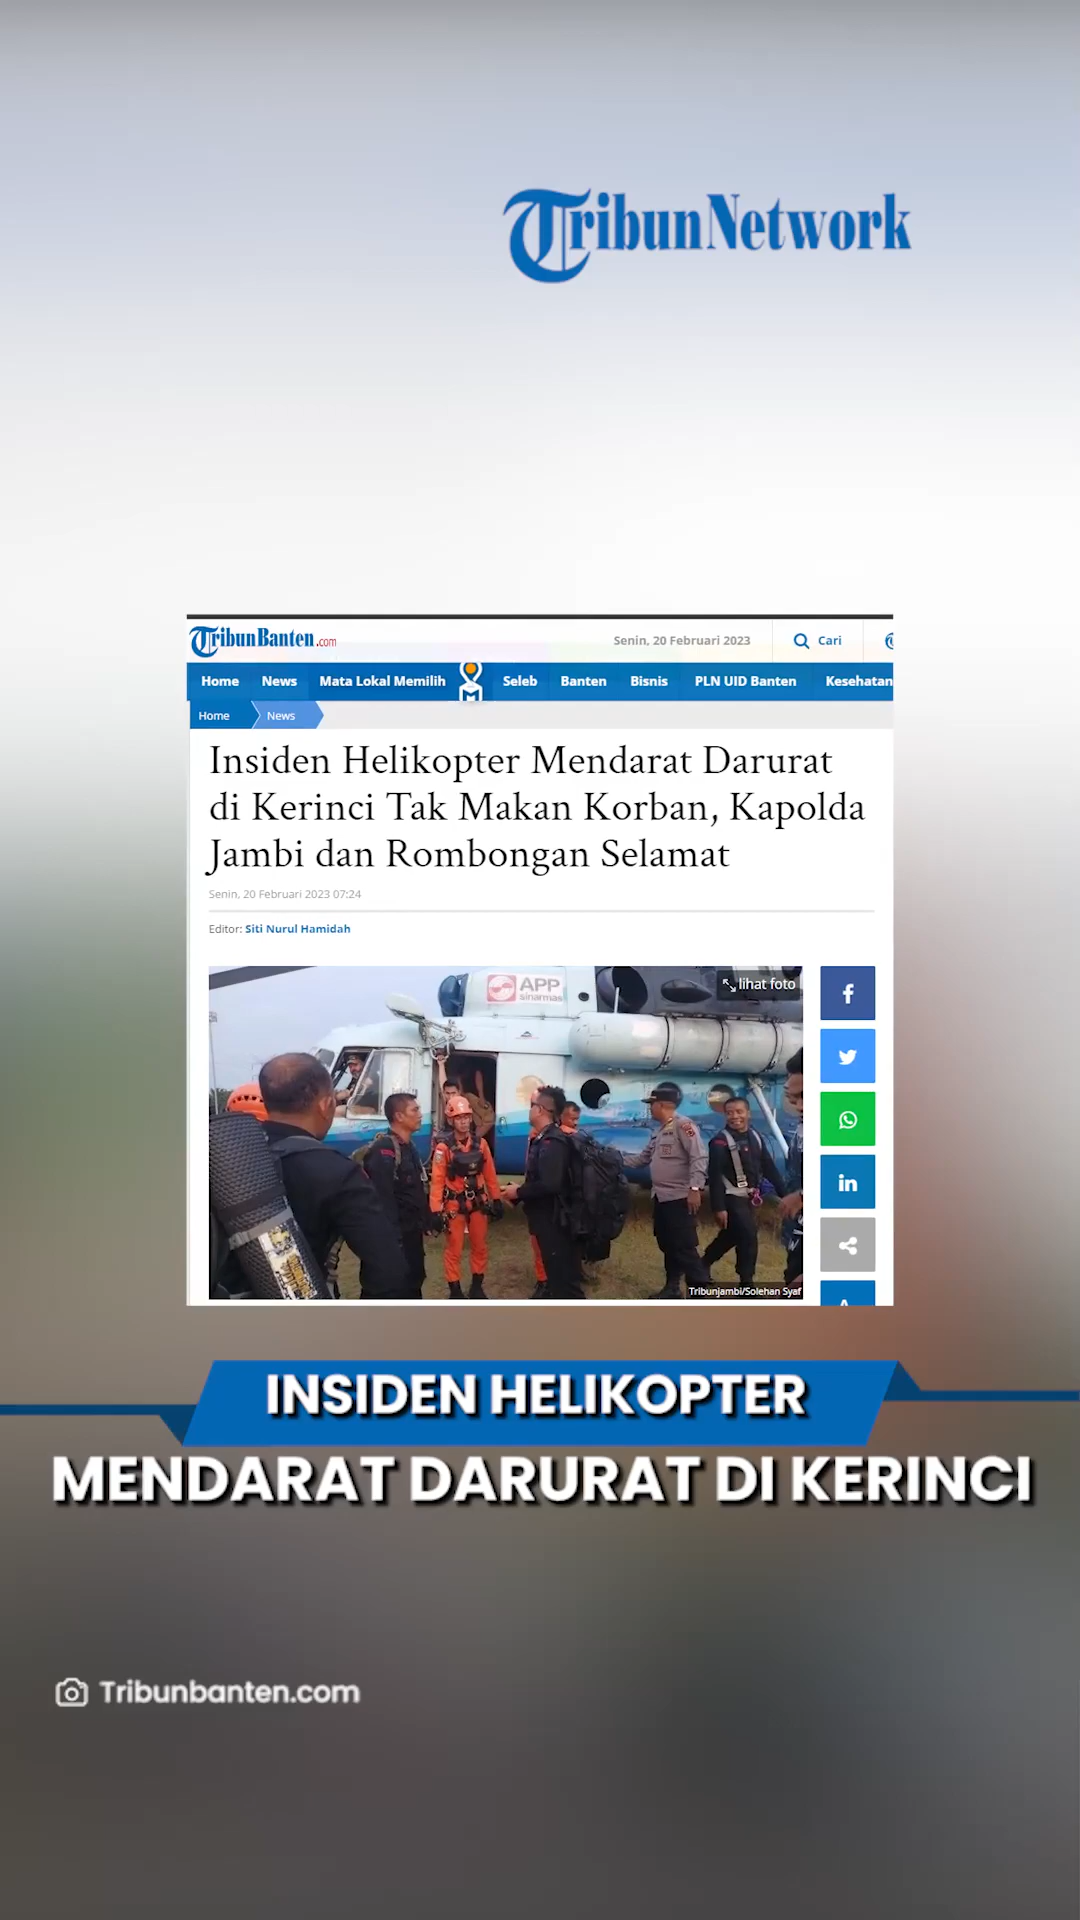 Tribun Network
TribunBanten.com
Senin, 20 Februari 2023
Cari
Home News Mata Lokal Memilih Seleb Banten Bisnis PLN UID Banten Kesehatan
Home News
Insiden Helikopter Mendarat Darurat
di Kerinci Tak Makan Korban, Kapolda
Jambi dan Rombongan Selamat
Senin, 20 Februari 2023 07:24
Editor: Siti Nurul Hamidah
APP
sinarmas
lihat foto
Tribunjambi/Solehan Syaf
INSIDEN HELIKOPTER
MENDARAT DARURAT DI KERINCI
Tribunbanten.com